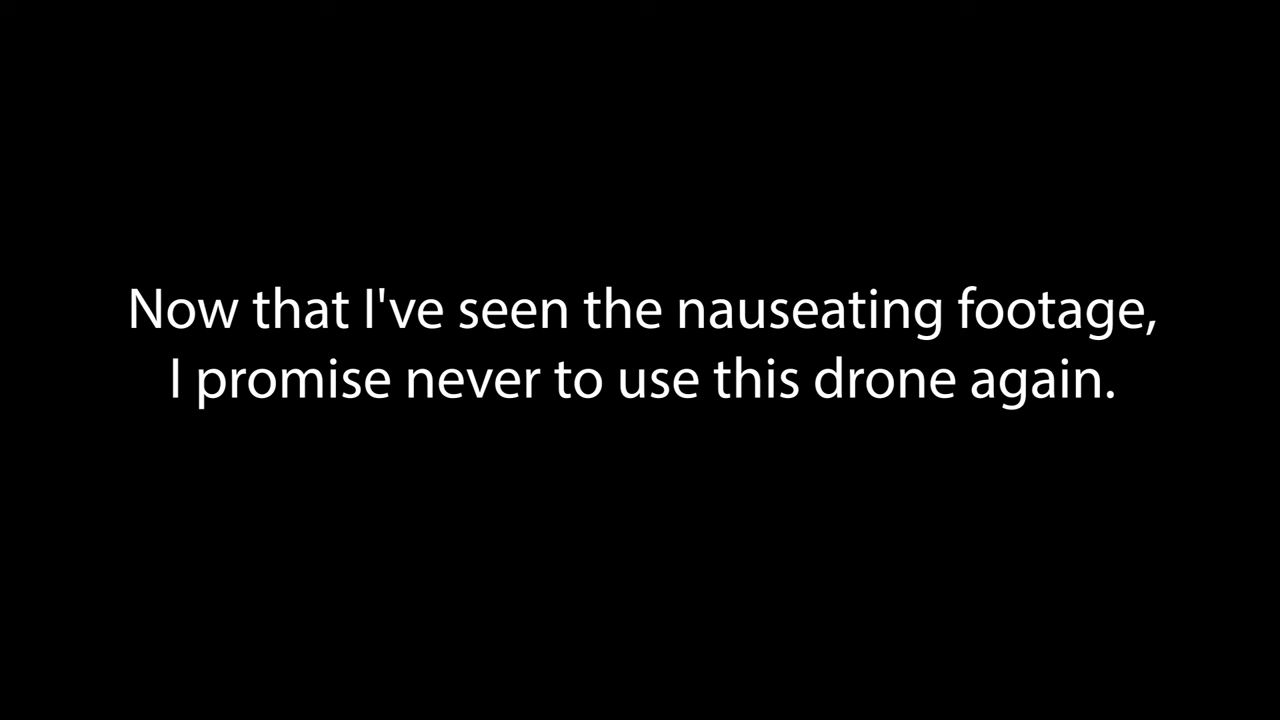 Now that I've seen the nauseating footage,
I promise never to use this drone again.